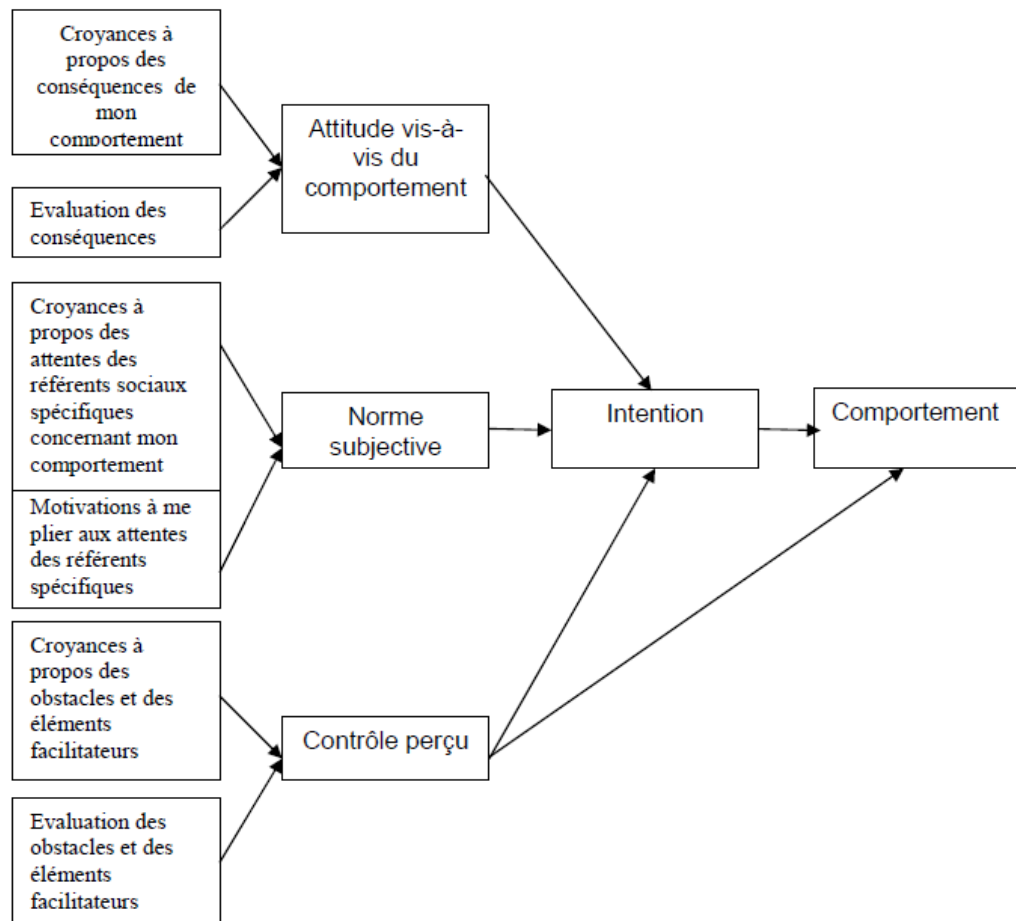 Croyances à
propos des
conséquences de
mon
comportement
Attitude vis-à-
vis du
comportement
Evaluation des
conséquences
Croyances à
propos des
attentes des
référents sociaux
spécifiques
concernant mon
comportement
Norme
subjective
Intention
Comportement
Motivations à me
plier aux attentes
des référents
spécifiques
Croyances à
propos des
obstacles et des
éléments
facilitateurs
Contrôle perçu
Evaluation des
obstacles et des
éléments
facilitateurs